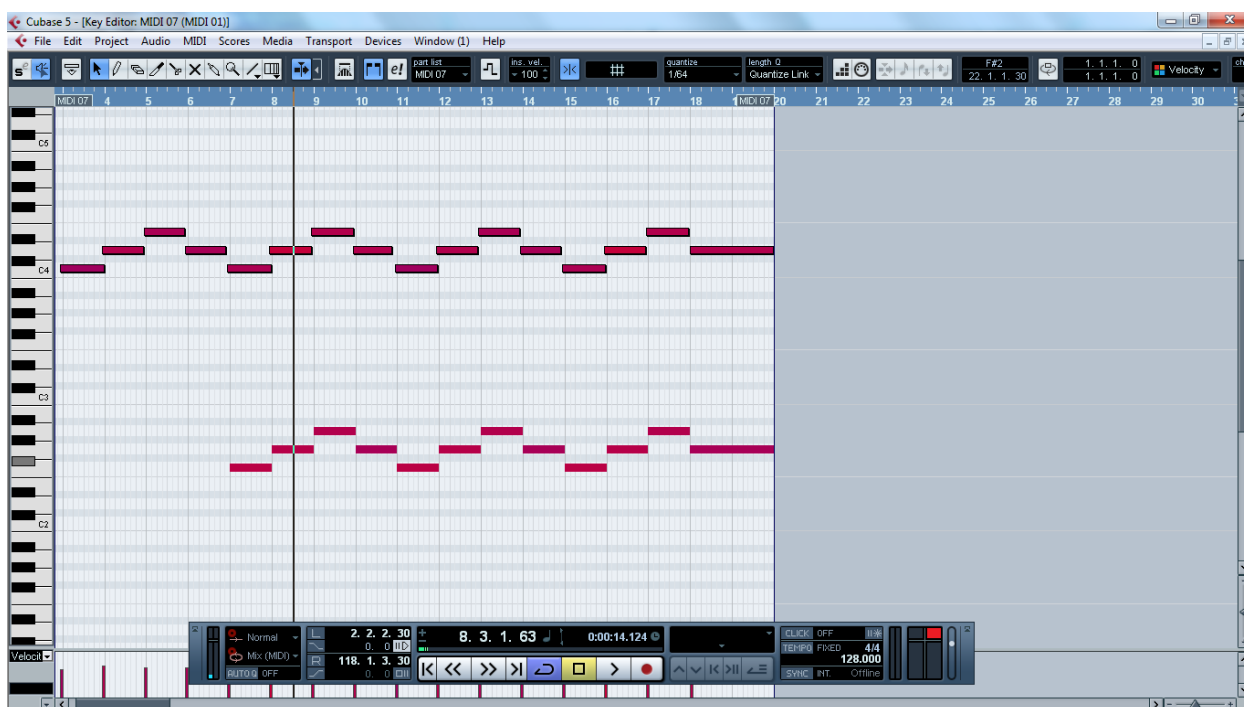 Cubase 5 - [Key Editor: MIDI 07 (MIDI 01)]
File Edit Project Audio MIDI Scores Media Transport Devices Window (1) Help
part list
MIDI 07
ins. vel.
100
quantize
1/64
length Q
Quantize Link
F#2
22. 1. 1. 30
1. 1. 1. 0
1. 1. 1. 0
Velocity
MIDI 07 4 5 6 7 8 9 10 11 12 13 14 15 16 17 18 MIDI 07 20 21 22 23 24 25 26 27 28 29 30
C5
C4
C3
C2
Normal
Mix (MIDI)
AUTO Q OFF
L 2. 2. 2. 30
0. 0
R 118. 1. 3. 30
0. 0
8. 3. 1. 63
0:00:14.124
CLICK OFF
TEMPO FIXED 4/4
128.000
SYNC INT. Offline
Velocit